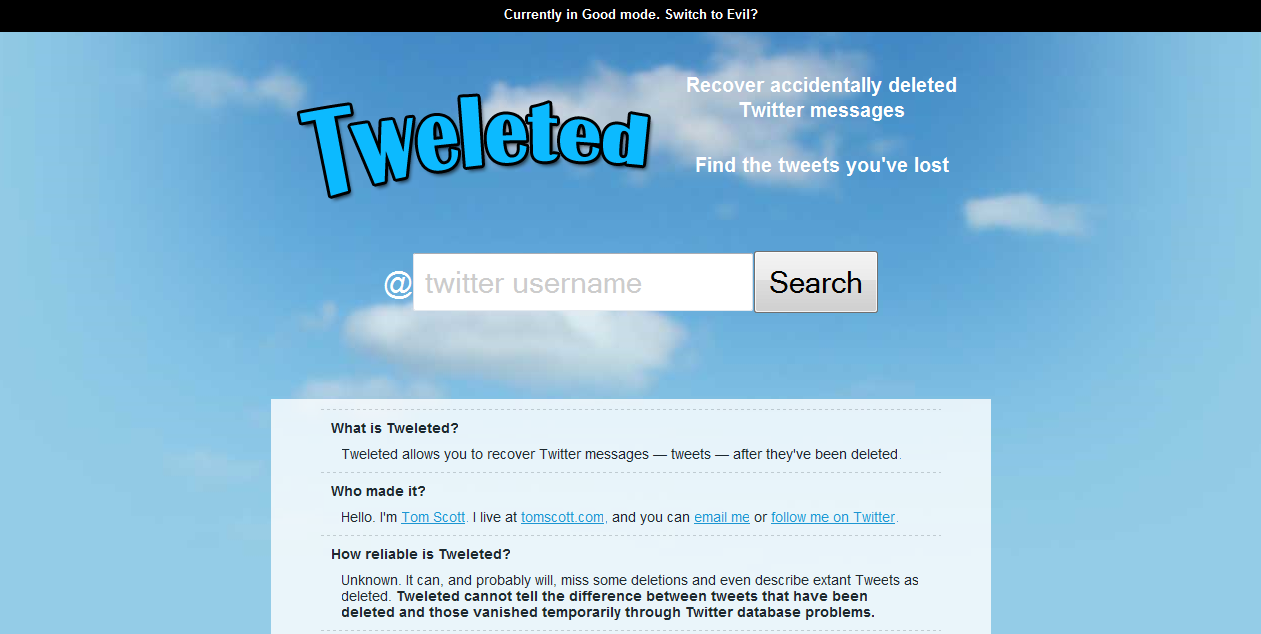 Currently in Good mode. Switch to Evil?
Tweleted
Recover accidentally deleted
Twitter messages
Find the tweets you've lost
@ twitter username Search
What is Tweleted?
Tweleted allows you to recover Twitter messages — tweets — after they've been deleted.
Who made it?
Hello. I'm Tom Scott. I live at tomscott.com, and you can email me or follow me on Twitter.
How reliable is Tweleted?
Unknown. It can, and probably will, miss some deletions and even describe extant Tweets as
deleted. Tweleted cannot tell the difference between tweets that have been
deleted and those vanished temporarily through Twitter database problems.